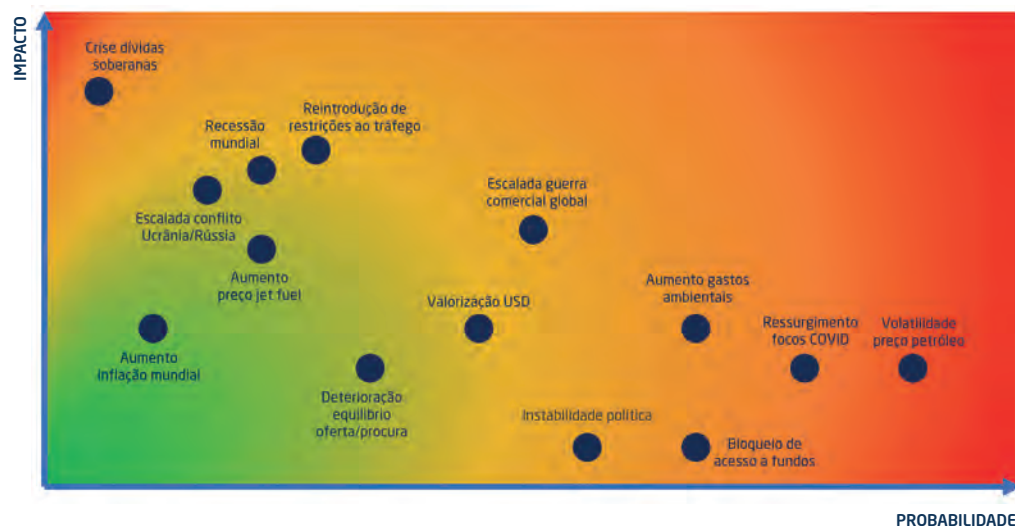 IMPACTO
Crise dívidas
soberanas
Recessão
mundial
Reintrodução de
restrições ao tráfego
Escalada conflito
Ucrânia/Rússia
Escalada guerra
comercial global
Aumento
preço jet fuel
Aumento
inflação mundial
Valorização USD
Aumento gastos
ambientais
Ressurgimento
focos COVID
Volatilidade
preço petróleo
Deterioração
equilíbrio
oferta/procura
Instabilidade política
Bloqueio de
acesso a fundos
PROBABILIDADE